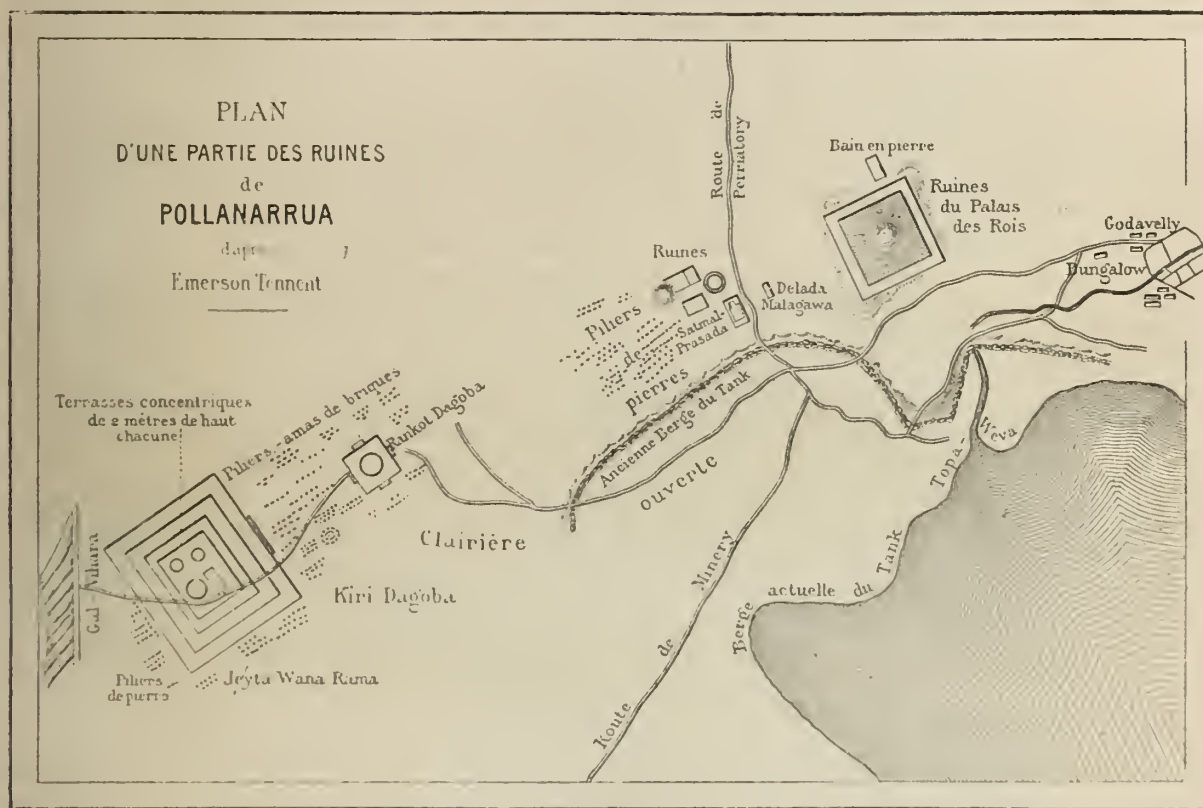 PLAN
D'UNE PARTIE DES RUINES
de
POLLANARRUA
Emerson Tennent
Route de
Perriatory
Bain en pierre
Ruines
du Palais
des Rois
Godavelly
Bungalow
Ruines
Delada
Malagawa
Satmal-
Prasada
Piliers
de
pierres
Ancienne Berge du Tank
Terrasses concentriques
de 2 mètres de haut
chacune
Piliers-amas de briques
Rankot Dagoba
Clairière
ouverte
Topa-Weva
Gal-Vihara
Kiri Dagoba
Route de Minery
Berge actuelle du Tank
Piliers
de pierre
Jeyta Wana Rama